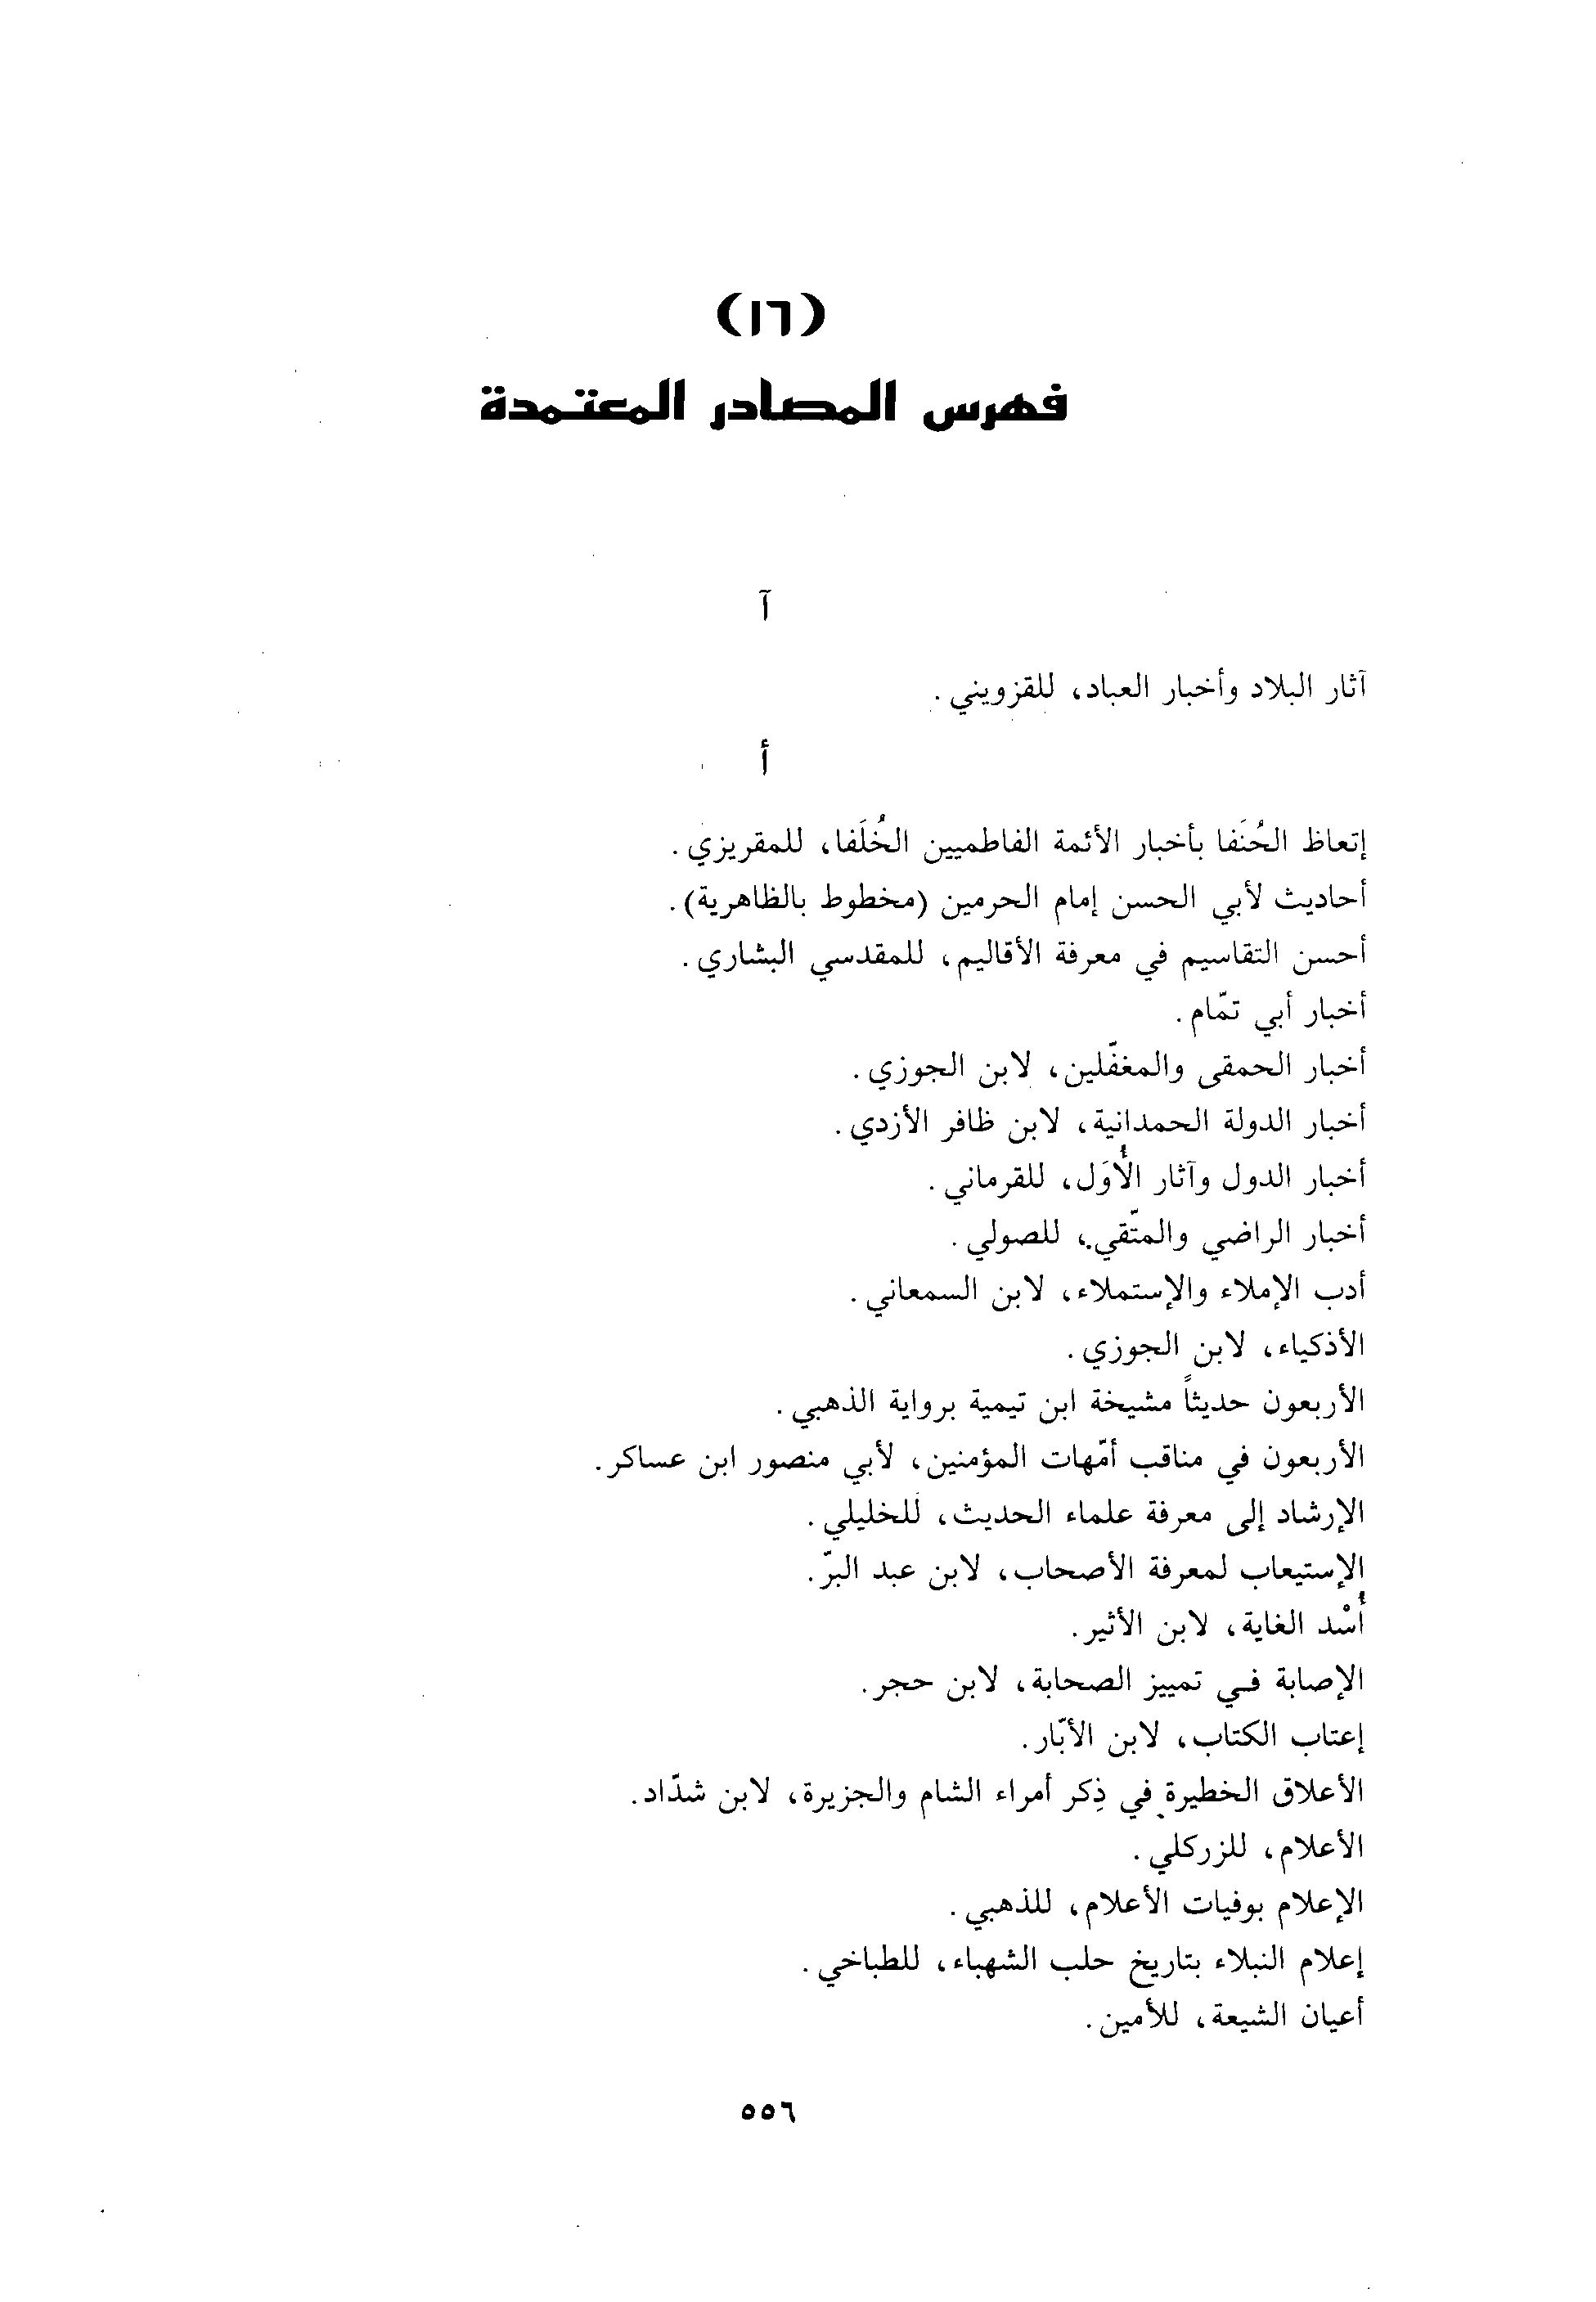 (١٦)
فهرس المصادر المعتمدة
آ
آثار البلاد وأخبار العباد، للقزويني.
أ
إتعاظ الحُنَفا بأخبار الأئمة الفاطميين الخُلَفا، للمقريزي.
أحاديث لأبي الحسن إمام الحرمين (مخطوط بالظاهرية).
أحسن التقاسيم في معرفة الأقاليم، للمقدسي البشاري.
أخبار أبي تمّام.
أخبار الحمقى والمغفّلين، لابن الجوزي.
أخبار الدولة الحمدانية، لابن ظافر الأزدي.
أخبار الدول وآثار الأُوَل، للقرماني.
أخبار الراضي والمتّقي، للصولي.
أدب الإملاء والإستملاء، لابن السمعاني.
الأذكياء، لابن الجوزي.
الأربعون حديثاً مشيخة ابن تيمية برواية الذهبي.
الأربعون في مناقب أمّهات المؤمنين، لأبي منصور ابن عساكر.
الإرشاد إلى معرفة علماء الحديث، للخليلي.
الإستيعاب لمعرفة الأصحاب، لابن عبد البرّ.
أُسْد الغاية، لابن الأثير.
الإصابة في تمييز الصحابة، لابن حجر.
إعتاب الكتاب، لابن الأبّار.
الأعلاق الخطيرة في ذِكر أمراء الشام والجزيرة، لابن شدّاد.
الأعلام، للزركلي.
الإعلام بوفيات الأعلام، للذهبي.
إعلام النبلاء بتاريخ حلب الشهباء، للطباخي.
أعيان الشيعة، للأمين.
٥٥٦